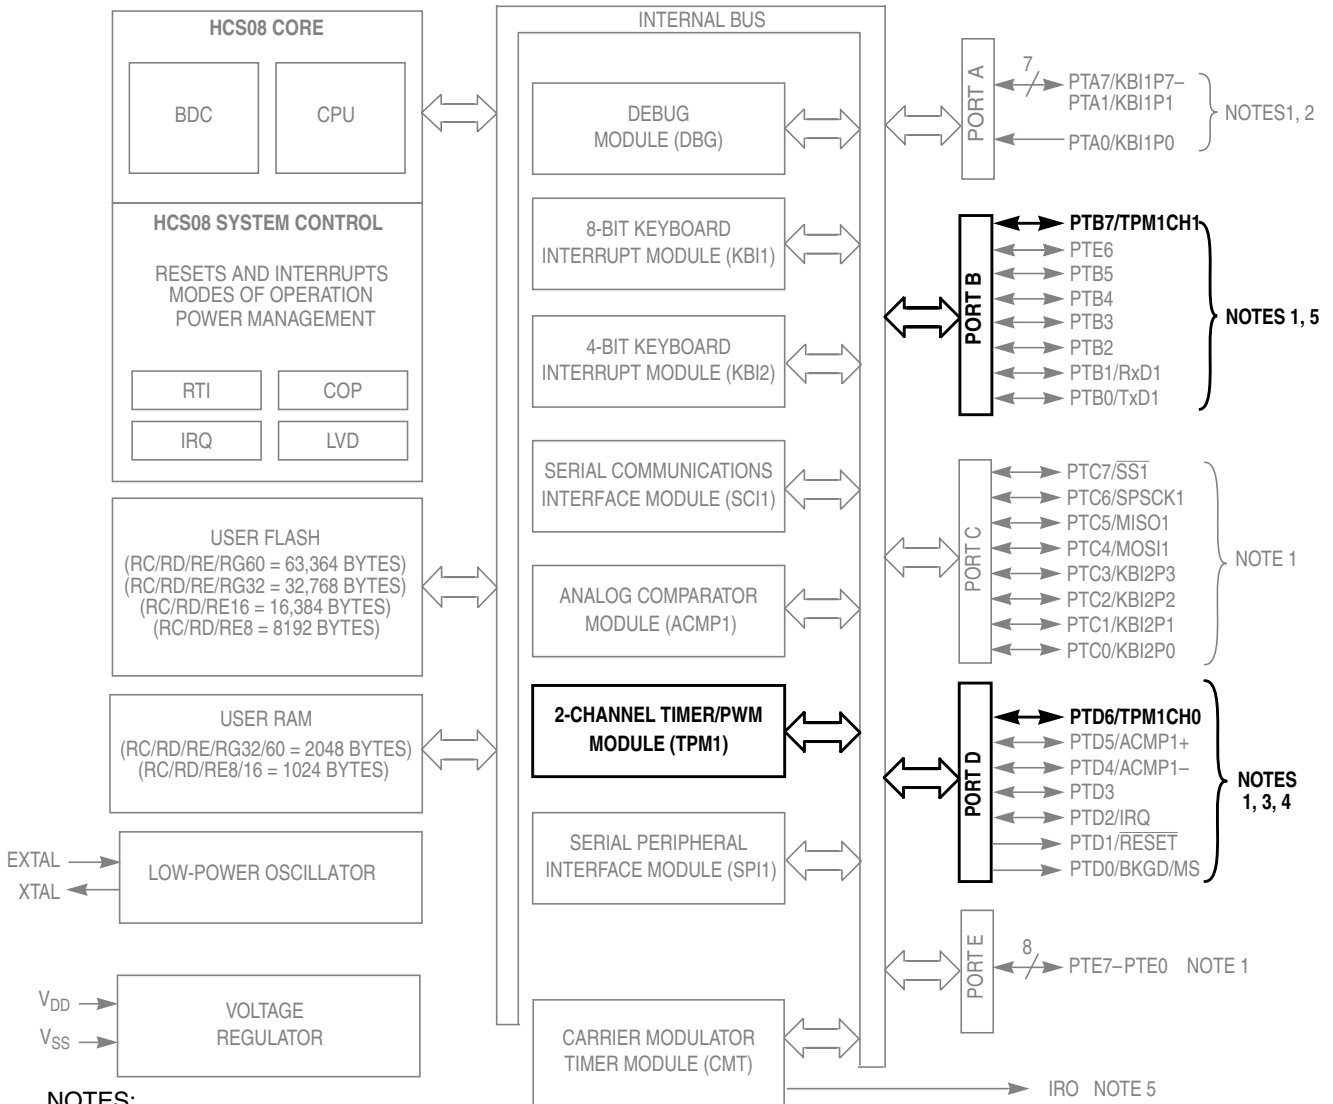 HCS08 CORE
BDC
CPU
HCS08 SYSTEM CONTROL
RESETS AND INTERRUPTS
MODES OF OPERATION
POWER MANAGEMENT
RTI
COP
IRQ
LVD
USER FLASH
(RC/RD/RE/RG60 = 63,364 BYTES)
(RC/RD/RE/RG32 = 32,768 BYTES)
(RC/RD/RE16 = 16,384 BYTES)
(RC/RD/RE8 = 8192 BYTES)
USER RAM
(RC/RD/RE/RG32/60 = 2048 BYTES)
(RC/RD/RE8/16 = 1024 BYTES)
EXTAL
XTAL
LOW-POWER OSCILLATOR
VDD
VSS
VOLTAGE
REGULATOR
INTERNAL BUS
DEBUG
MODULE (DBG)
8-BIT KEYBOARD
INTERRUPT MODULE (KBI1)
4-BIT KEYBOARD
INTERRUPT MODULE (KBI2)
SERIAL COMMUNICATIONS
INTERFACE MODULE (SCI1)
ANALOG COMPARATOR
MODULE (ACMP1)
2-CHANNEL TIMER/PWM
MODULE (TPM1)
SERIAL PERIPHERAL
INTERFACE MODULE (SPI1)
CARRIER MODULATOR
TIMER MODULE (CMT)
PORT A
7
PTA7/KBI1P7–
PTA1/KBI1P1
PTA0/KBI1P0
NOTES1, 2
PORT B
PTB7/TPM1CH1
PTE6
PTB5
PTB4
PTB3
PTB2
PTB1/RxD1
PTB0/TxD1
NOTES 1, 5
PORT C
PTC7/SS1
PTC6/SPSCK1
PTC5/MISO1
PTC4/MOSI1
PTC3/KBI2P3
PTC2/KBI2P2
PTC1/KBI2P1
PTC0/KBI2P0
NOTE 1
PORT D
PTD6/TPM1CH0
PTD5/ACMP1+
PTD4/ACMP1–
PTD3
PTD2/IRQ
PTD1/RESET
PTD0/BKGD/MS
NOTES
1, 3, 4
PORT E
8
PTE7–PTE0 NOTE 1
IRO NOTE 5
NOTES: